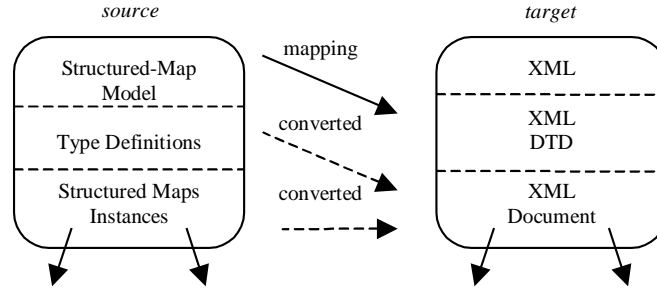 source
target
mapping
Structured-Map
Model
XML
converted
Type Definitions
XML
DTD
converted
Structured Maps
Instances
XML
Document